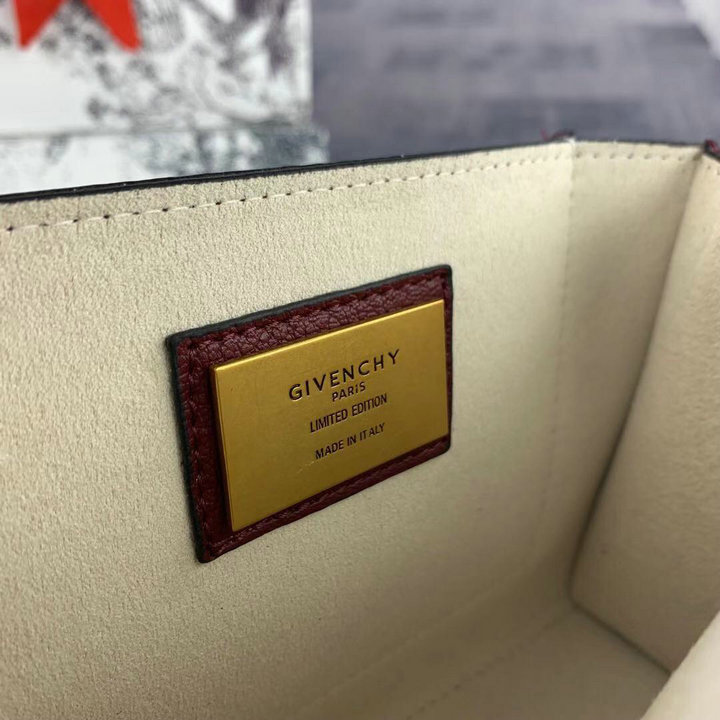 GIVENCHY
PARIS
LIMITED EDITION
MADE IN ITALY